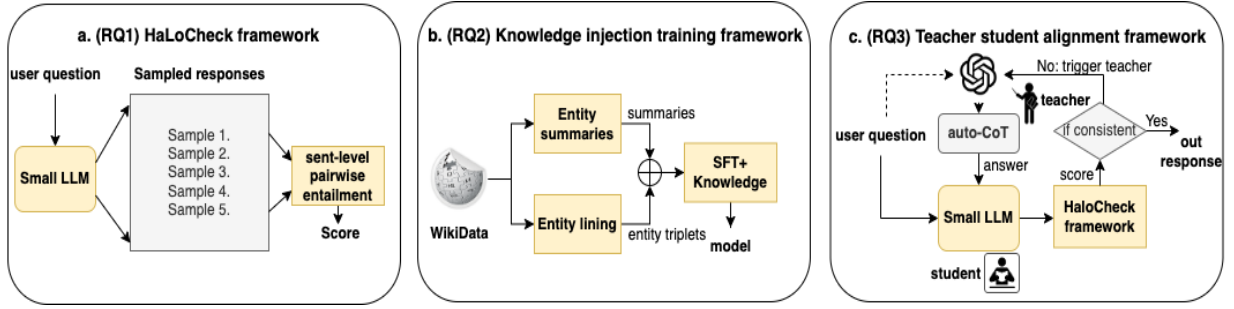 a. (RQ1) HaLoCheck framework
user question
Sampled responses
Sample 1.
Sample 2.
Sample 3.
Sample 4.
Sample 5.
Small LLM
sent-level
pairwise
entailment
Score
b. (RQ2) Knowledge injection training framework
Entity
summaries
summaries
WikiData
SFT+
Knowledge
Entity lining
entity triplets
model
c. (RQ3) Teacher student alignment framework
No: trigger teacher
teacher
user question
auto-CoT
if consistent
Yes
out
response
answer
score
Small LLM
HaloCheck
framework
student